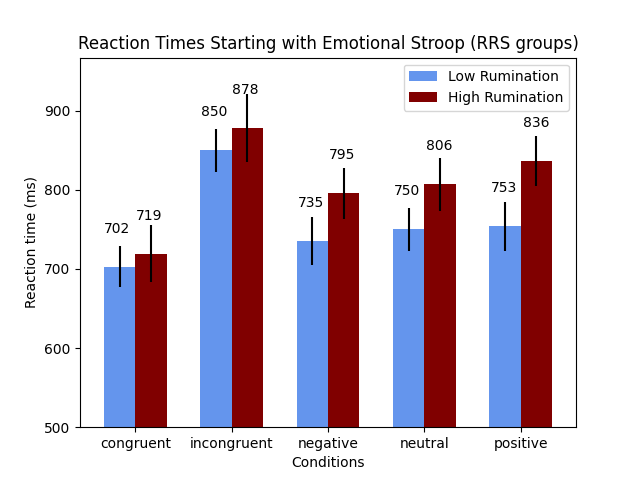 Reaction Times Starting with Emotional Stroop (RRS groups)
Low Rumination
High Rumination
Reaction time (ms)
900
800
700
600
500
702
719
850
878
735
795
750
806
753
836
congruent
incongruent
negative
neutral
positive
Conditions